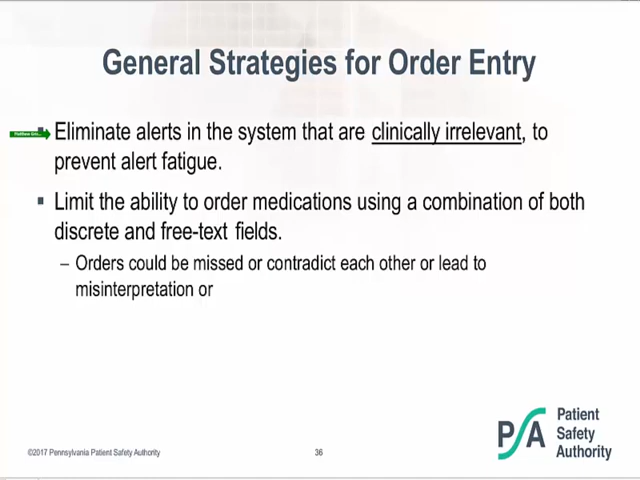 General Strategies for Order Entry
Eliminate alerts in the system that are clinically irrelevant, to
prevent alert fatigue.
Limit the ability to order medications using a combination of both
discrete and free-text fields.
– Orders could be missed or contradict each other or lead to
misinterpretation or
©2017 Pennsylvania Patient Safety Authority
36
PSA
Patient
Safety
Authority